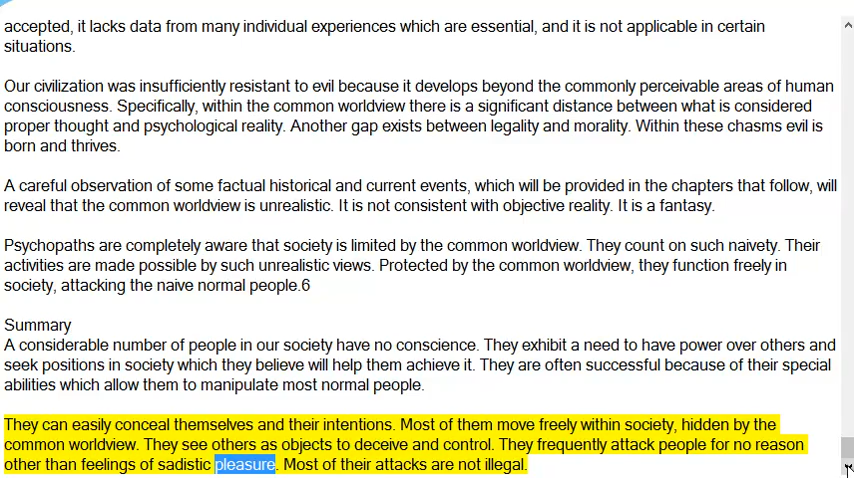 accepted, it lacks data from many individual experiences which are essential, and it is not applicable in certain
situations.
Our civilization was insufficiently resistant to evil because it develops beyond the commonly perceivable areas of human
consciousness. Specifically, within the common worldview there is a significant distance between what is considered
proper thought and psychological reality. Another gap exists between legality and morality. Within these chasms evil is
born and thrives.
A careful observation of some factual historical and current events, which will be provided in the chapters that follow, will
reveal that the common worldview is unrealistic. It is not consistent with objective reality. It is a fantasy.
Psychopaths are completely aware that society is limited by the common worldview. They count on such naivety. Their
activities are made possible by such unrealistic views. Protected by the common worldview, they function freely in
society, attacking the naive normal people.6
Summary
A considerable number of people in our society have no conscience. They exhibit a need to have power over others and
seek positions in society which they believe will help them achieve it. They are often successful because of their special
abilities which allow them to manipulate most normal people.
They can easily conceal themselves and their intentions. Most of them move freely within society, hidden by the
common worldview. They see others as objects to deceive and control. They frequently attack people for no reason
other than feelings of sadistic pleasure. Most of their attacks are not illegal.